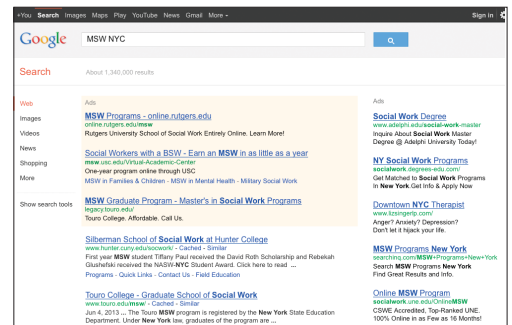 +You Search Images Maps Play YouTube News Gmail More - Sign in
Google MSW NYC
Search About 1,340,000 results
Web
Images
Videos
News
Shopping
More
Show search tools
Ads
MSW Programs - online.rutgers.edu
online.rutgers.edu/msw
Rutgers University School of Social Work Entirely Online. Learn More!
Social Workers with a BSW - Earn an MSW in as little as a year
msw.usc.edu/Virtual-Academic-Center
One-year program online through USC
MSW in Families & Children - MSW in Mental Health - Military Social Work
MSW Graduate Program - Master's in Social Work Programs
legacy.touro.edu/
Touro College. Affordable. Call Us.
Silberman School of Social Work at Hunter College
www.hunter.cuny.edu/socwork/ - Cached - Similar
First year MSW student Tiffany Paul received the David Roth Scholarship and Rebekah
Glushefski received the NASW-NYC Student Award. Click here to read ...
Programs - Quick Links - Contact Us - Field Education
Touro College - Graduate School of Social Work
www.touro.edu/msw/ - Cached - Similar
Jun 4, 2013 ... The Touro MSW program is registered by the New York State Education
Department. Under New York law, graduates of the program are ...
Ads
Social Work Degree
www.adelphi.edu/social-work-master
Inquire About Social Work Master
Degree @ Adelphi University Today!
NY Social Work Programs
socialwork.degrees-edu.com/
Get Matched to Social Work Programs
In New York.Get Info & Apply Now
Downtown NYC Therapist
www.lizsingerlp.com/
Anger? Anxiety? Depression?
Don't let it hijack your life.
MSW Programs New York
searching.com/MSW+Programs+New+York
Search MSW Programs New York
Find Great Results and Info.
Online MSW Program
socialwork.une.edu/OnlineMSW
CSWE Accredited, Top-Ranked UNE.
100% Online in as Few as 16 Months!